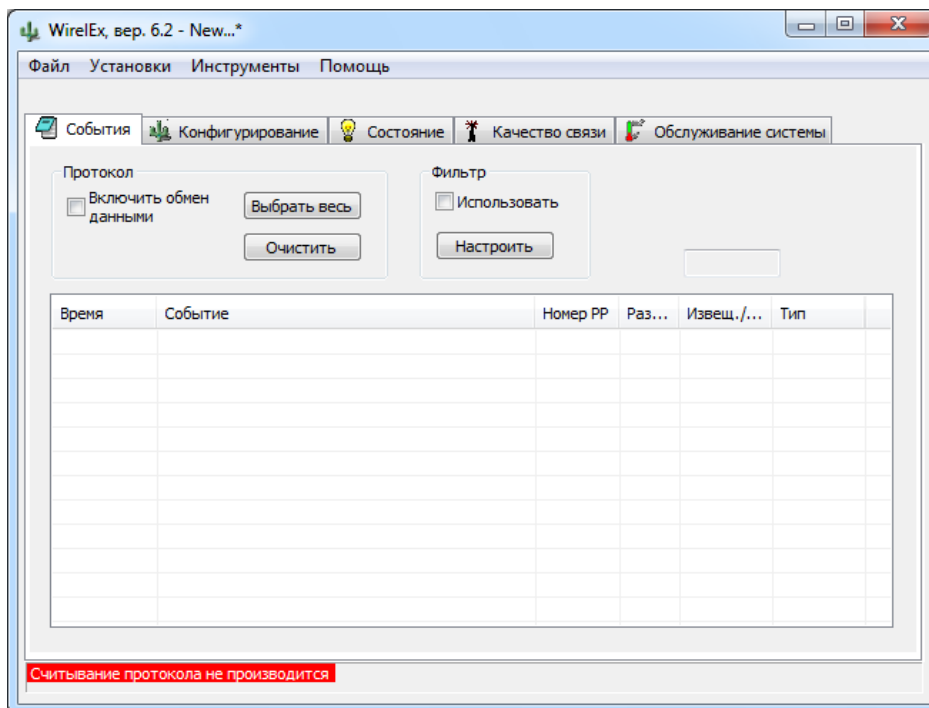 WirelEx, вер. 6.2 - New...*
Файл Установки Инструменты Помощь
События Конфигурирование Состояние Качество связи Обслуживание системы
Протокол Фильтр
Включить обмен
данными
Выбрать весь
Использовать
Очистить
Настроить
Время Событие Номер РР Раз... Извещ./... Тип
Считывание протокола не производится